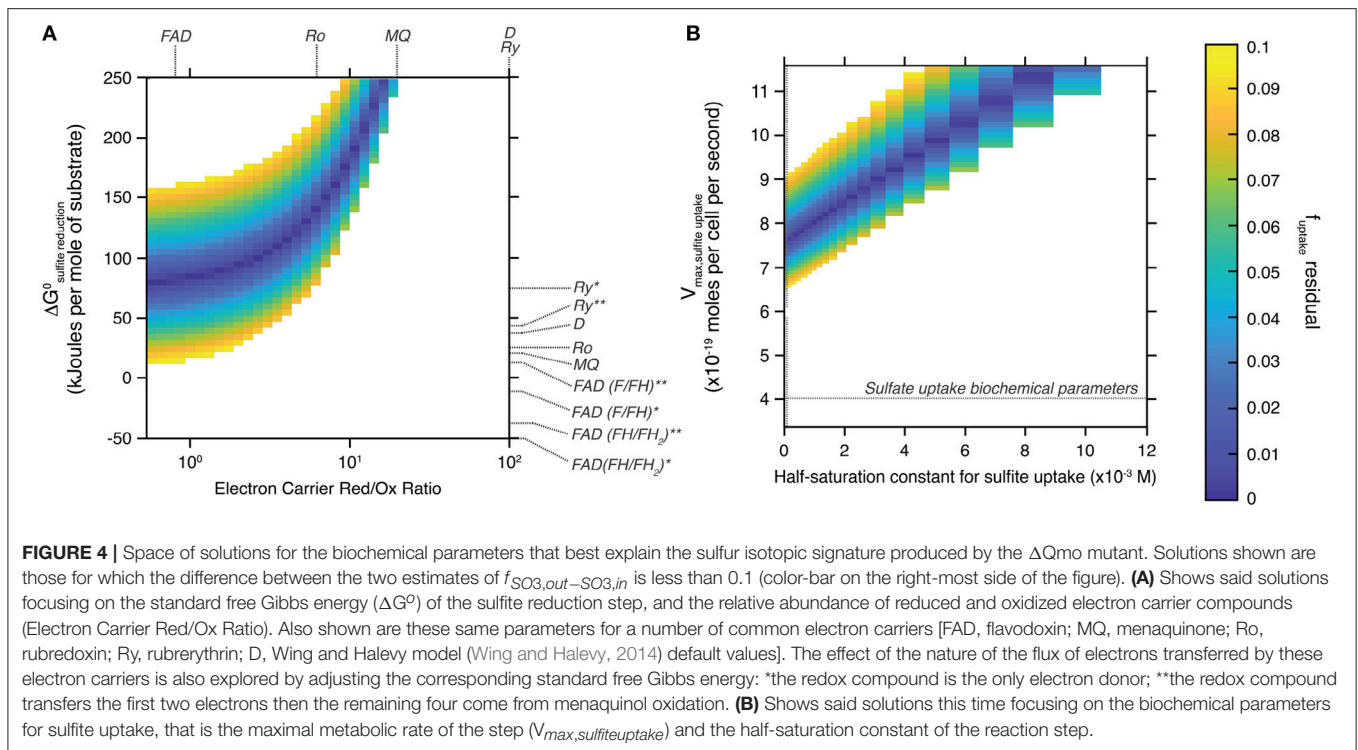 A
FAD
Ro
MQ
D
Ry
250
200
150
100
50
0
-50
ΔG⁰ sulfite reduction
(kJoules per mole of substrate)
Ry*
Ry**
D
Ro
MQ
FAD (F/FH)**
FAD (F/FH)*
FAD (FH/FH₂)**
FAD(FH/FH₂)*
10⁰
10¹
10²
Electron Carrier Red/Ox Ratio
B
11
10
9
8
7
6
5
4
V max,sulfite uptake
(x10⁻¹⁹ moles per cell per second)
Sulfate uptake biochemical parameters
0
2
4
6
8
10
12
Half-saturation constant for sulfite uptake (x10⁻³ M)
0.1
0.09
0.08
0.07
0.06
0.05
0.04
0.03
0.02
0.01
0
f uptake residual
FIGURE 4 | Space of solutions for the biochemical parameters that best explain the sulfur isotopic signature produced by the ΔQmo mutant. Solutions shown are
those for which the difference between the two estimates of f SO3,out−SO3,in is less than 0.1 (color-bar on the right-most side of the figure). (A) Shows said solutions
focusing on the standard free Gibbs energy (ΔG⁰) of the sulfite reduction step, and the relative abundance of reduced and oxidized electron carrier compounds
(Electron Carrier Red/Ox Ratio). Also shown are these same parameters for a number of common electron carriers [FAD, flavodoxin; MQ, menaquinone; Ro,
rubredoxin; Ry, rubrerythrin; D, Wing and Halevy model (Wing and Halevy, 2014) default values]. The effect of the nature of the flux of electrons transferred by these
electron carriers is also explored by adjusting the corresponding standard free Gibbs energy: *the redox compound is the only electron donor; **the redox compound
transfers the first two electrons then the remaining four come from menaquinol oxidation. (B) Shows said solutions this time focusing on the biochemical parameters
for sulfite uptake, that is the maximal metabolic rate of the step (V max,sulfiteuptake) and the half-saturation constant of the reaction step.